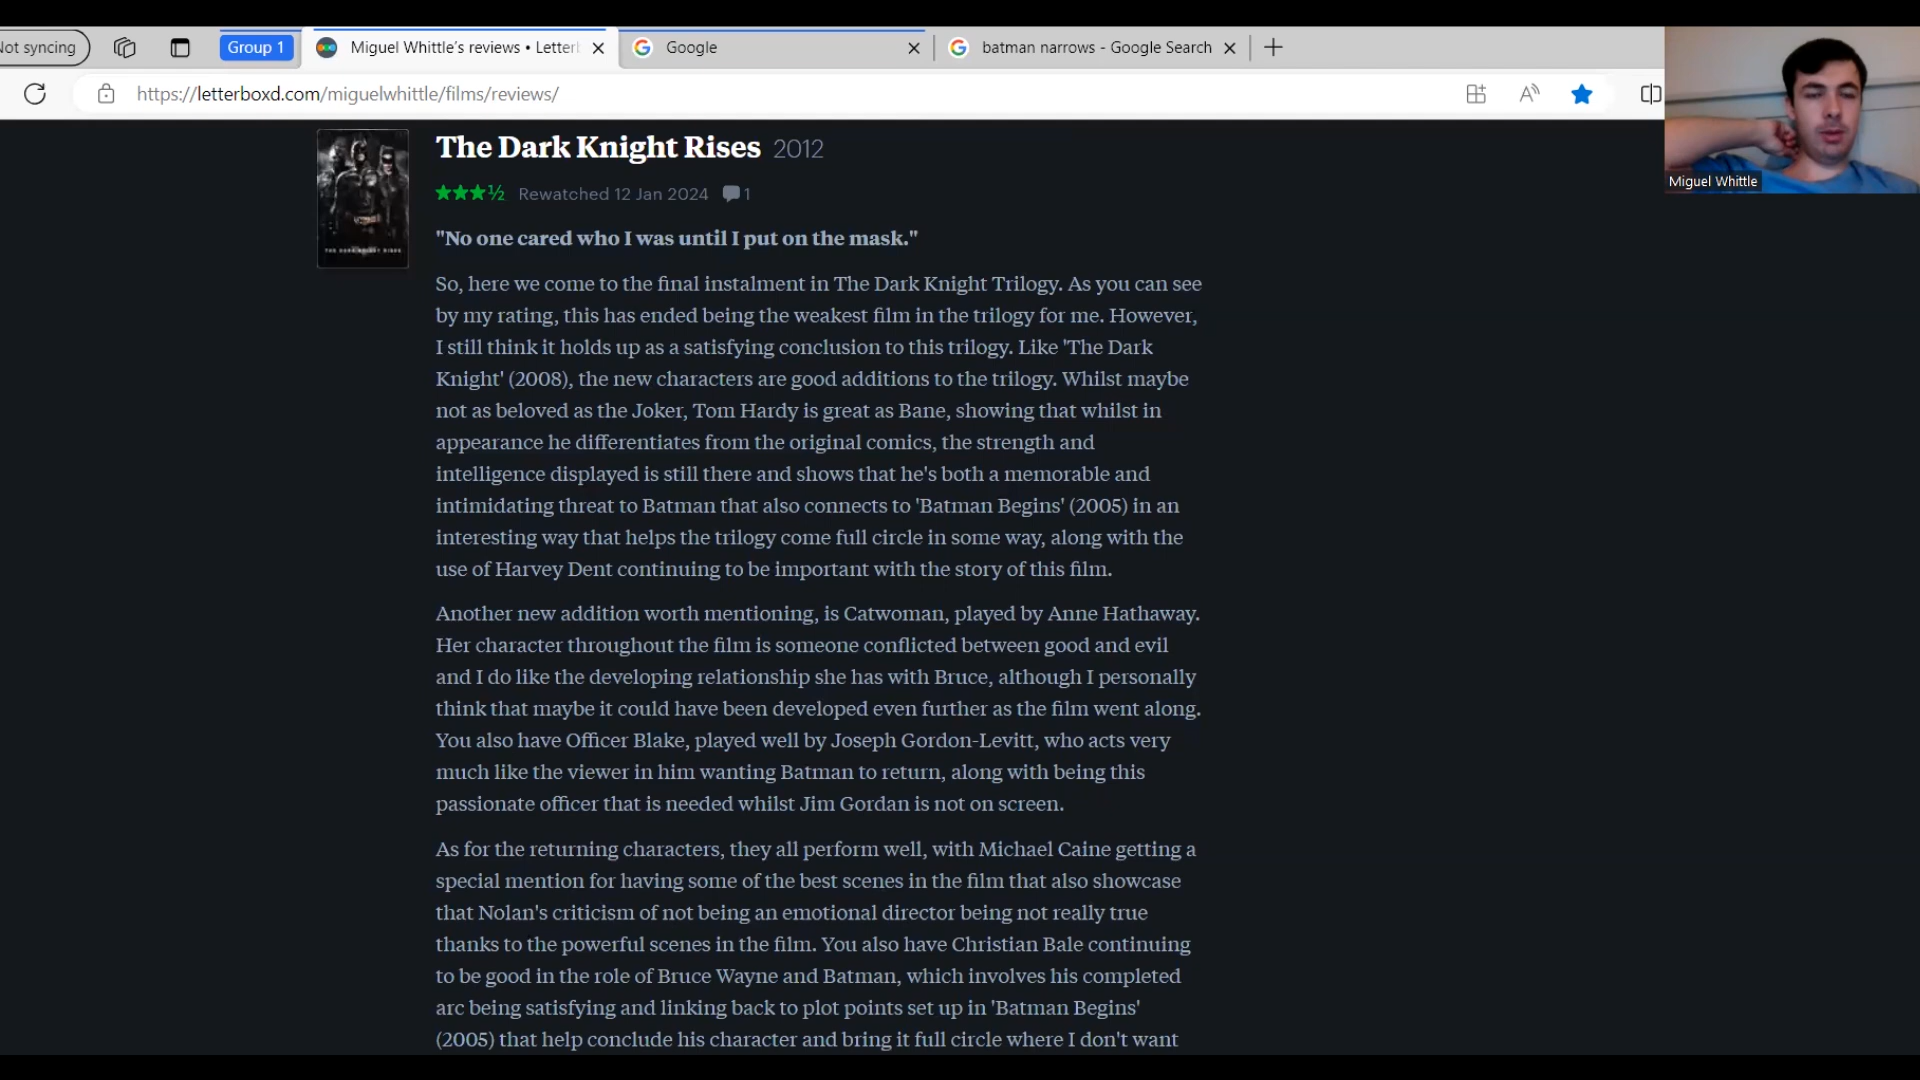 Not syncing
Group 1
Miguel Whittle's reviews • Letter
Google
batman narrows - Google Search
https://letterboxd.com/miguelwhittle/films/reviews/
Miguel Whittle
THE DARK KNIGHT RISES
The Dark Knight Rises 2012
★★★½ Rewatched 12 Jan 2024 1
"No one cared who I was until I put on the mask."
So, here we come to the final instalment in The Dark Knight Trilogy. As you can see
by my rating, this has ended being the weakest film in the trilogy for me. However,
I still think it holds up as a satisfying conclusion to this trilogy. Like 'The Dark
Knight' (2008), the new characters are good additions to the trilogy. Whilst maybe
not as beloved as the Joker, Tom Hardy is great as Bane, showing that whilst in
appearance he differentiates from the original comics, the strength and
intelligence displayed is still there and shows that he's both a memorable and
intimidating threat to Batman that also connects to 'Batman Begins' (2005) in an
interesting way that helps the trilogy come full circle in some way, along with the
use of Harvey Dent continuing to be important with the story of this film.
Another new addition worth mentioning, is Catwoman, played by Anne Hathaway.
Her character throughout the film is someone conflicted between good and evil
and I do like the developing relationship she has with Bruce, although I personally
think that maybe it could have been developed even further as the film went along.
You also have Officer Blake, played well by Joseph Gordon-Levitt, who acts very
much like the viewer in him wanting Batman to return, along with being this
passionate officer that is needed whilst Jim Gordan is not on screen.
As for the returning characters, they all perform well, with Michael Caine getting a
special mention for having some of the best scenes in the film that also showcase
that Nolan's criticism of not being an emotional director being not really true
thanks to the powerful scenes in the film. You also have Christian Bale continuing
to be good in the role of Bruce Wayne and Batman, which involves his completed
arc being satisfying and linking back to plot points set up in 'Batman Begins'
(2005) that help conclude his character and bring it full circle where I don't want